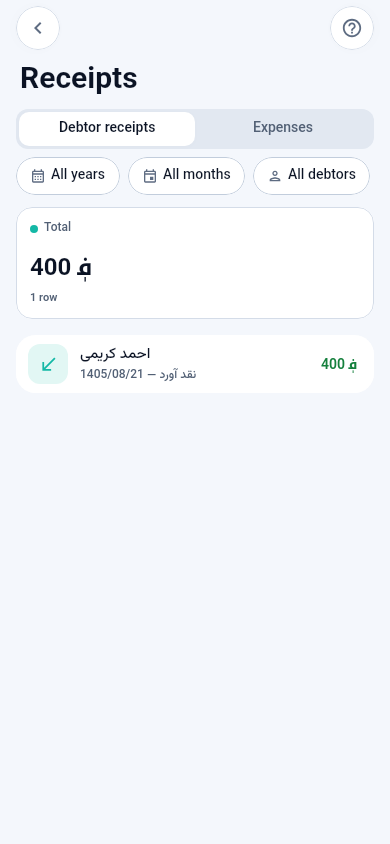 Receipts
Debtor receipts
Expenses
All years
All months
All debtors
Total
400 ؋
1 row
احمد کریمی
1405/08/21 — نقد آورد
400 ؋